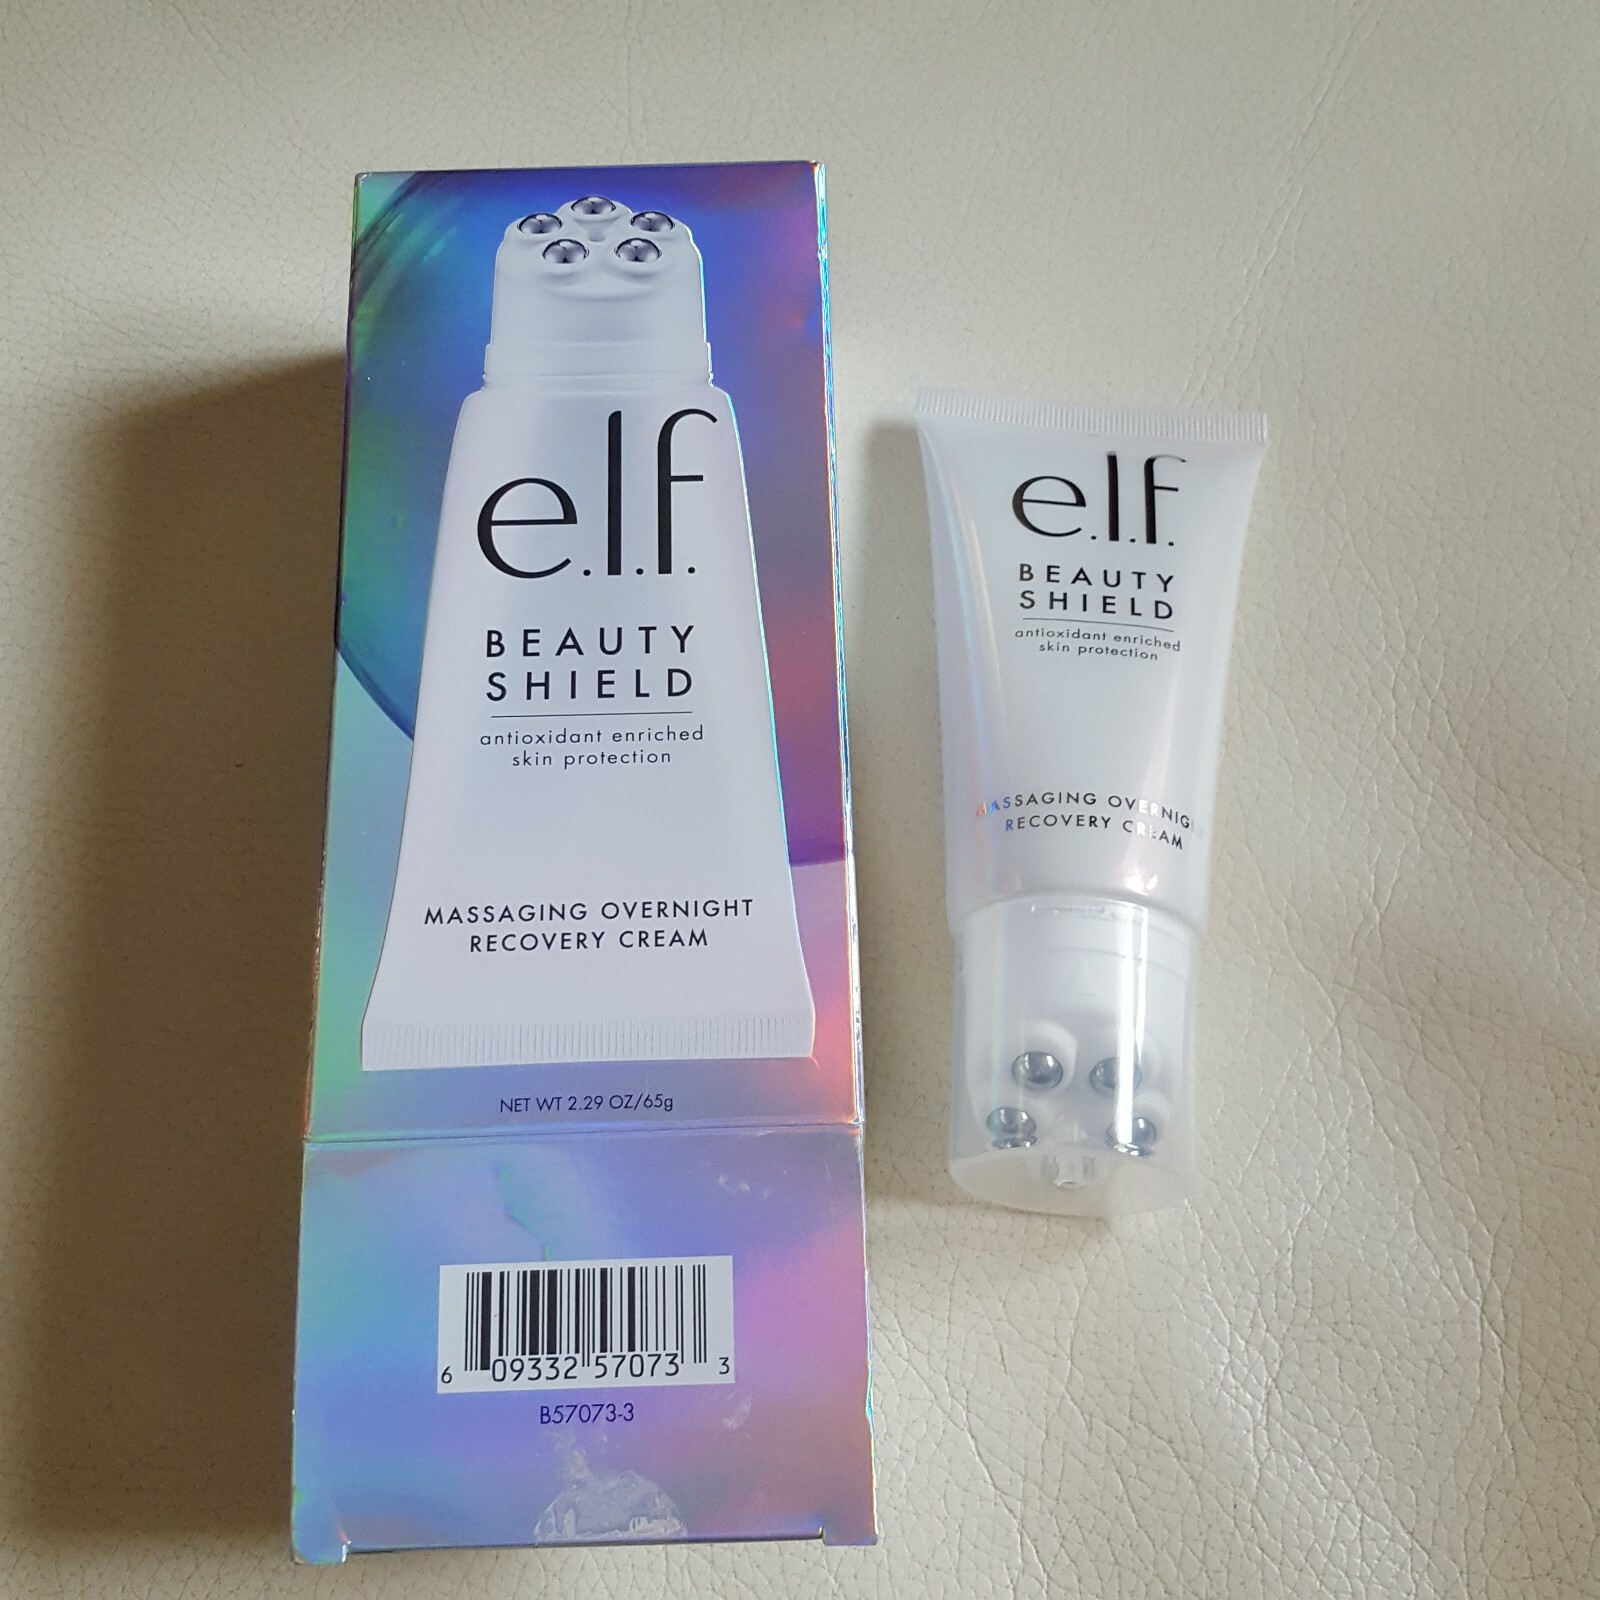 e.l.f.
BEAUTY
SHIELD
antioxidant enriched
skin protection
MASSAGING OVERNIGHT
RECOVERY CREAM
NET WT 2.29 OZ/65g
6 09332 57073 3
B57073-3
e.l.f.
BEAUTY
SHIELD
antioxidant enriched
skin protection
MASSAGING OVERNIG
RECOVERY CREAM